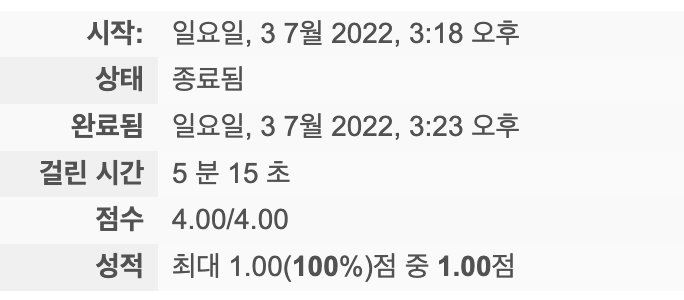 시작: 일요일, 3 7월 2022, 3:18 오후
상태 종료됨
완료됨 일요일, 3 7월 2022, 3:23 오후
걸린 시간 5 분 15 초
점수 4.00/4.00
성적 최대 1.00(100%)점 중 1.00점